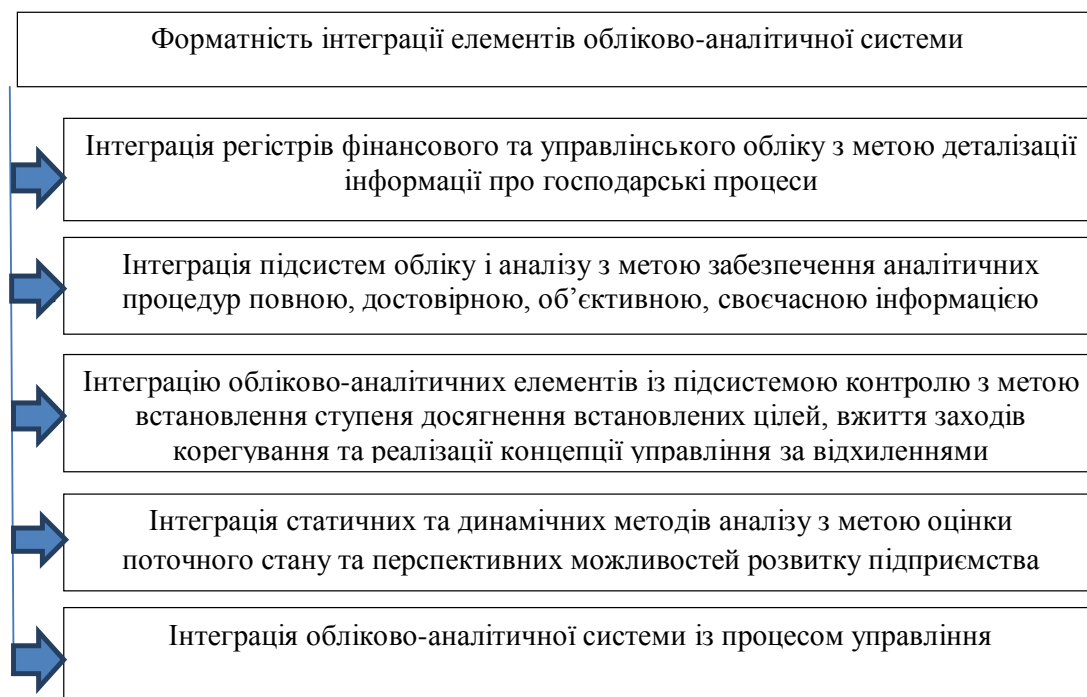 Форматність інтеграції елементів обліково-аналітичної системи
Інтеграція регістрів фінансового та управлінського обліку з метою деталізації
інформації про господарські процеси
Інтеграція підсистем обліку і аналізу з метою забезпечення аналітичних
процедур повною, достовірною, об’єктивною, своєчасною інформацією
Інтеграцію обліково-аналітичних елементів із підсистемою контролю з метою
встановлення ступеня досягнення встановлених цілей, вжиття заходів
корегування та реалізації концепції управління за відхиленнями
Інтеграція статичних та динамічних методів аналізу з метою оцінки
поточного стану та перспективних можливостей розвитку підприємства
Інтеграція обліково-аналітичної системи із процесом управління